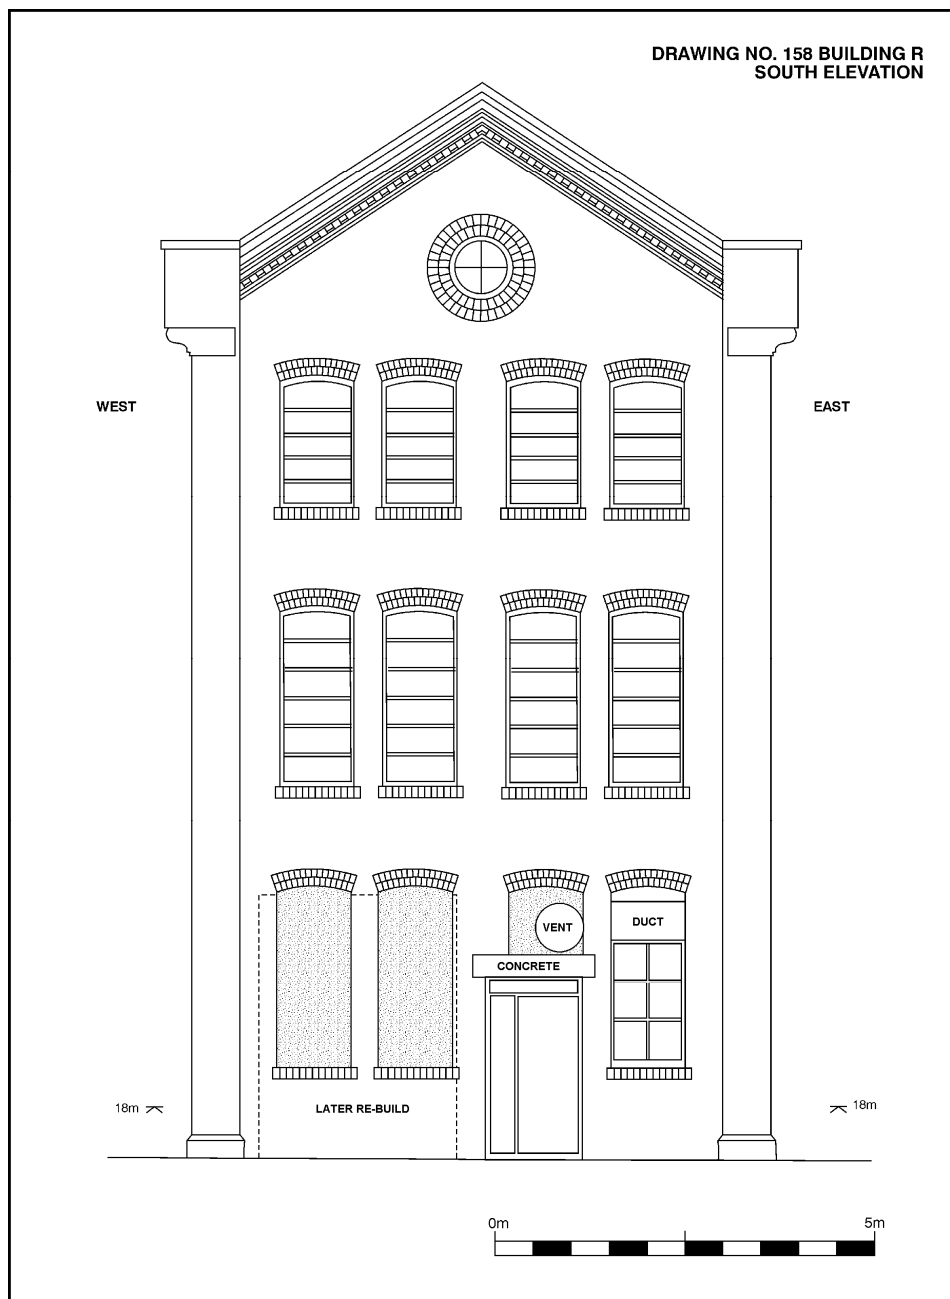 DRAWING NO. 158 BUILDING R
SOUTH ELEVATION
WEST
EAST
VENT
DUCT
CONCRETE
18m
LATER RE-BUILD
18m
0m
5m